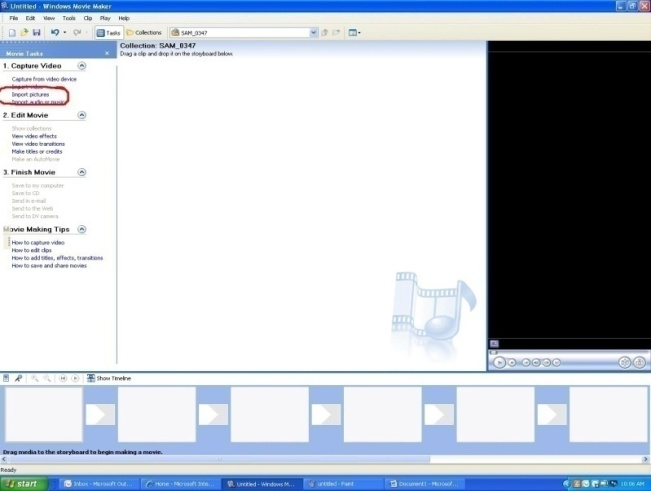 Untitled - Windows Movie Maker
File Edit View Tools Clip Play Help
Tasks Collections SAM_0347
Movie Tasks
Collection: SAM_0347
Drag a clip and drop it on the storyboard below.
1. Capture Video
Capture from video device
Import video
Import pictures
Import audio or music
2. Edit Movie
Show collections
View video effects
View video transitions
Make titles or credits
Make an AutoMovie
3. Finish Movie
Save to my computer
Save to CD
Send in e-mail
Send to the Web
Send to DV camera
Movie Making Tips
How to capture video
How to edit clips
How to add titles, effects, transitions
How to save and share movies
Show Timeline
Drag media to the storyboard to begin making a movie.
Ready
start Inbox - Microsoft Out... Home - Microsoft Inte... Untitled - Windows M... untitled - Paint Document1 - Microsof... 10:06 AM